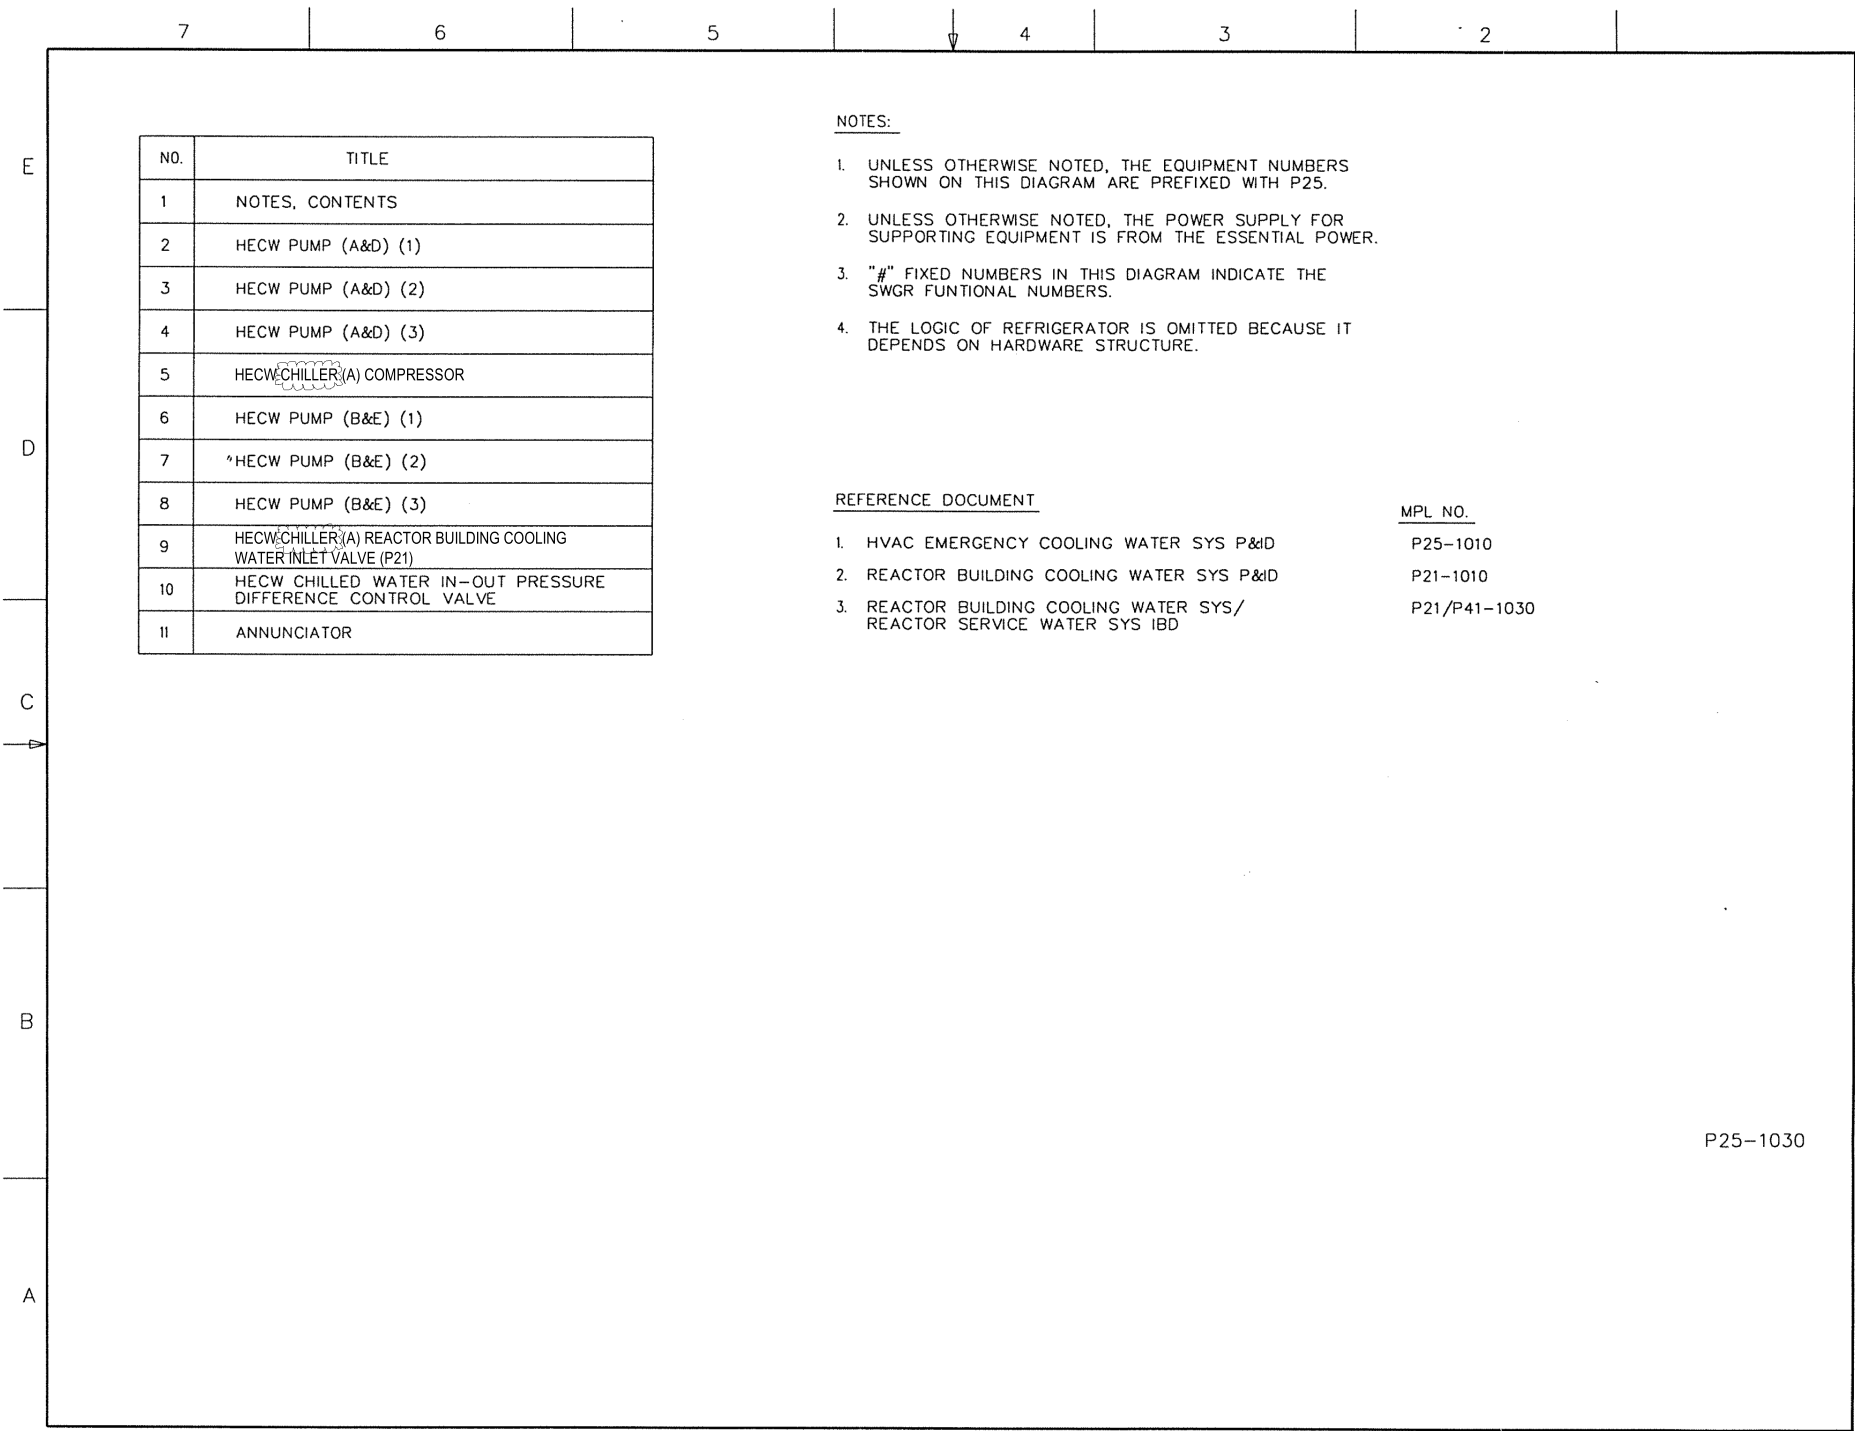 7 6 5 4 3 2
E
D
C
B
A
NO. TITLE
1 NOTES, CONTENTS
2 HECW PUMP (A&D) (1)
3 HECW PUMP (A&D) (2)
4 HECW PUMP (A&D) (3)
5 HECW CHILLER (A) COMPRESSOR
6 HECW PUMP (B&E) (1)
7 "HECW PUMP (B&E) (2)
8 HECW PUMP (B&E) (3)
9 HECW CHILLER (A) REACTOR BUILDING COOLING
WATER INLET VALVE (P21)
10 HECW CHILLED WATER IN-OUT PRESSURE
DIFFERENCE CONTROL VALVE
11 ANNUNCIATOR
NOTES:
1. UNLESS OTHERWISE NOTED, THE EQUIPMENT NUMBERS
SHOWN ON THIS DIAGRAM ARE PREFIXED WITH P25.
2. UNLESS OTHERWISE NOTED, THE POWER SUPPLY FOR
SUPPORTING EQUIPMENT IS FROM THE ESSENTIAL POWER.
3. "#" FIXED NUMBERS IN THIS DIAGRAM INDICATE THE
SWGR FUNTIONAL NUMBERS.
4. THE LOGIC OF REFRIGERATOR IS OMITTED BECAUSE IT
DEPENDS ON HARDWARE STRUCTURE.
REFERENCE DOCUMENT
MPL NO.
1. HVAC EMERGENCY COOLING WATER SYS P&ID P25-1010
2. REACTOR BUILDING COOLING WATER SYS P&ID P21-1010
3. REACTOR BUILDING COOLING WATER SYS/ P21/P41-1030
REACTOR SERVICE WATER SYS IBD
P25-1030